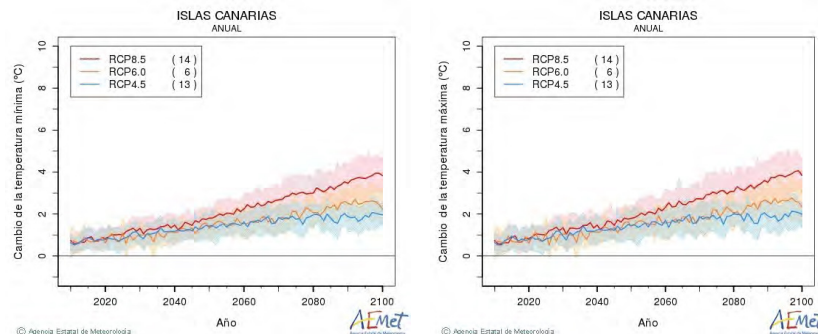 ISLAS CANARIAS
ANUAL
Cambio de la temperatura mínima (ºC)
10
8
6
4
2
0
RCP8.5 ( 14 )
RCP6.0 ( 6 )
RCP4.5 ( 13 )
2020 2040 2060 2080 2100
Año
© Agencia Estatal de Meteorología
AEMet
ISLAS CANARIAS
ANUAL
Cambio de la temperatura máxima (ºC)
10
8
6
4
2
0
RCP8.5 ( 14 )
RCP6.0 ( 6 )
RCP4.5 ( 13 )
2020 2040 2060 2080 2100
Año
© Agencia Estatal de Meteorología
AEMet